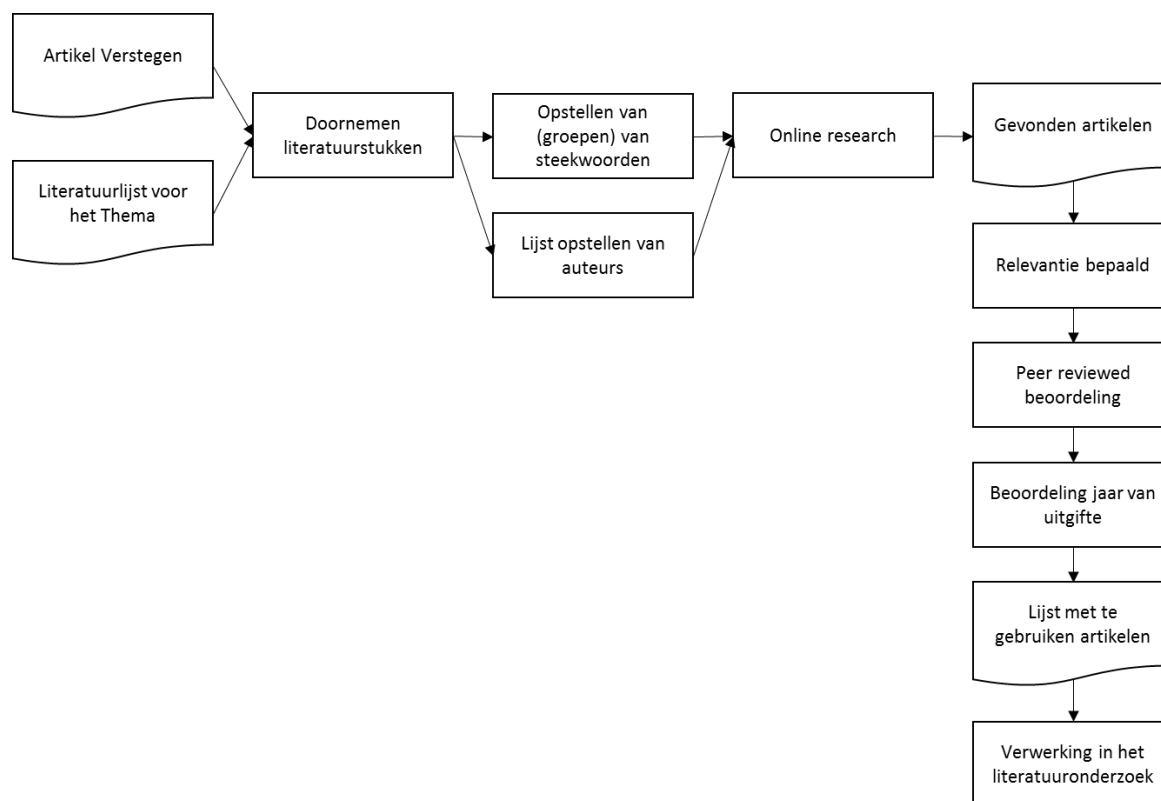 Artikel Verstegen
Literatuurlijst voor
het Thema
Doornemen
literatuurstukken
Opstellen van
(groepen) van
steekwoorden
Lijst opstellen van
auteurs
Online research
Gevonden artikelen
Relevantie bepaald
Peer reviewed
beoordeling
Beoordeling jaar van
uitgifte
Lijst met te
gebruiken artikelen
Verwerking in het
literatuuronderzoek